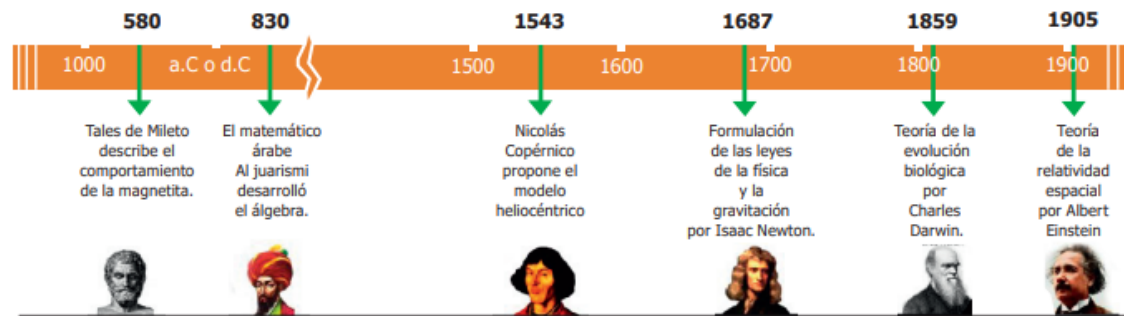 580
830
1543
1687
1859
1905
1000
a.C o d.C
1500
1600
1700
1800
1900
Tales de Mileto
describe el
comportamiento
de la magnetita.
El matemático
árabe
Al juarismi
desarrolló
el álgebra.
Nicolás
Copérnico
propone el
modelo
heliocéntrico
Formulación
de las leyes
de la física
y la
gravitación
por Isaac Newton.
Teoría de la
evolución
biológica
por
Charles
Darwin.
Teoría
de la
relatividad
espacial
por Albert
Einstein